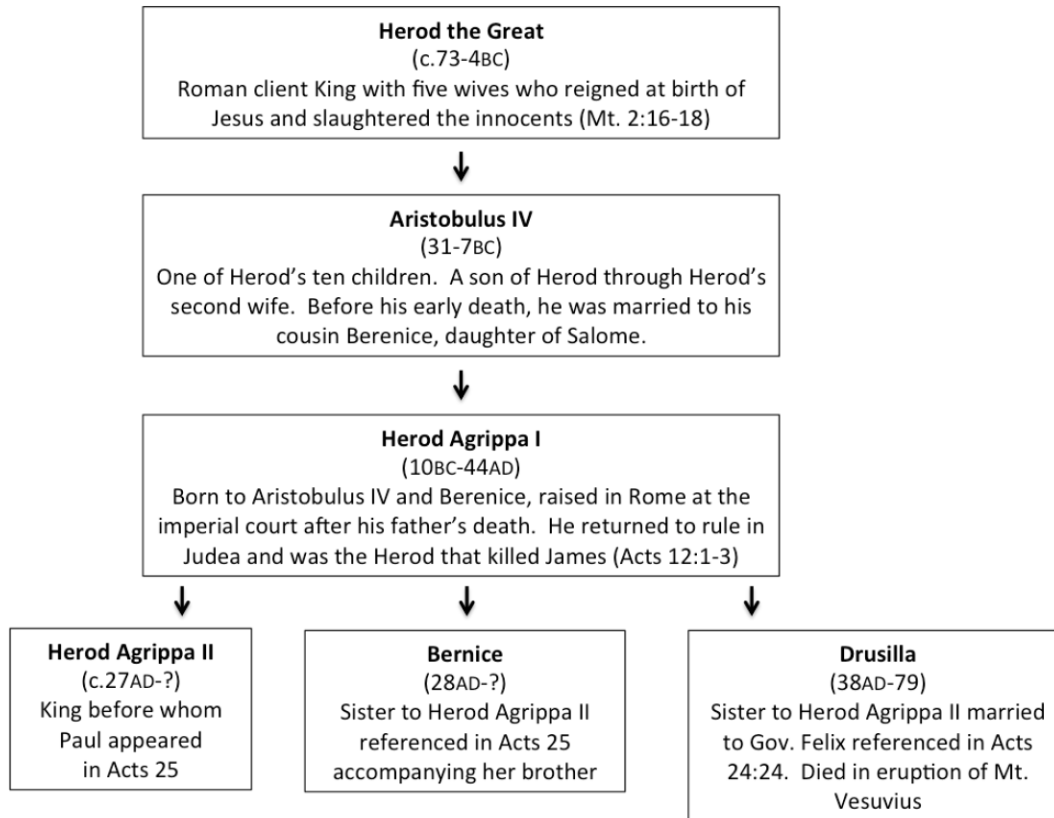 Herod the Great
(c.73-4BC)
Roman client King with five wives who reigned at birth of
Jesus and slaughtered the innocents (Mt. 2:16-18)
Aristobulus IV
(31-7BC)
One of Herod’s ten children.  A son of Herod through Herod’s
second wife.  Before his early death, he was married to his
cousin Berenice, daughter of Salome.
Herod Agrippa I
(10BC-44AD)
Born to Aristobulus IV and Berenice, raised in Rome at the
imperial court after his father’s death.  He returned to rule in
Judea and was the Herod that killed James (Acts 12:1-3)
Herod Agrippa II
(c.27AD-?)
King before whom
Paul appeared
in Acts 25
Bernice
(28AD-?)
Sister to Herod Agrippa II
referenced in Acts 25
accompanying her brother
Drusilla
(38AD-79)
Sister to Herod Agrippa II married
to Gov. Felix referenced in Acts
24:24.  Died in eruption of Mt.
Vesuvius